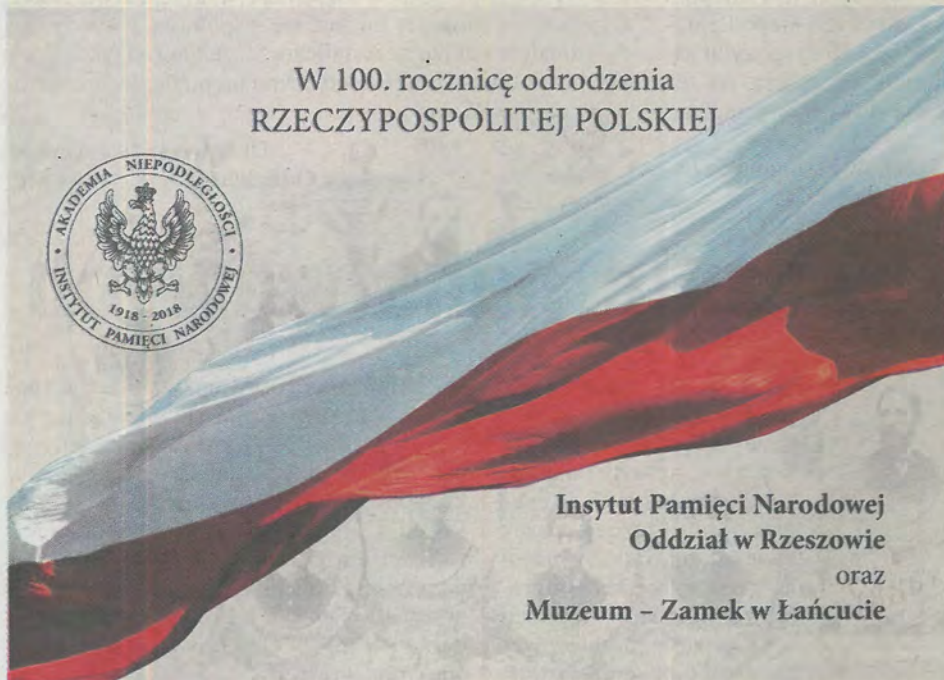 W 100. rocznicę odrodzenia
RZECZYPOSPOLITEJ POLSKIEJ
AKADEMIA NIEPODLEGŁOŚCI
1918 - 2018
INSTYTUT PAMIĘCI NARODOWEJ
Insytut Pamięci Narodowej
Oddział w Rzeszowie
oraz
Muzeum – Zamek w Łańcucie